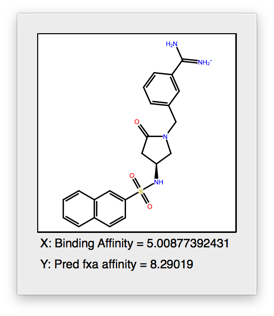 H₂N
NH₂⁺
O
N
NH
O
S
O
X: Binding Affinity = 5.00877392431
Y: Pred fxa affinity = 8.29019